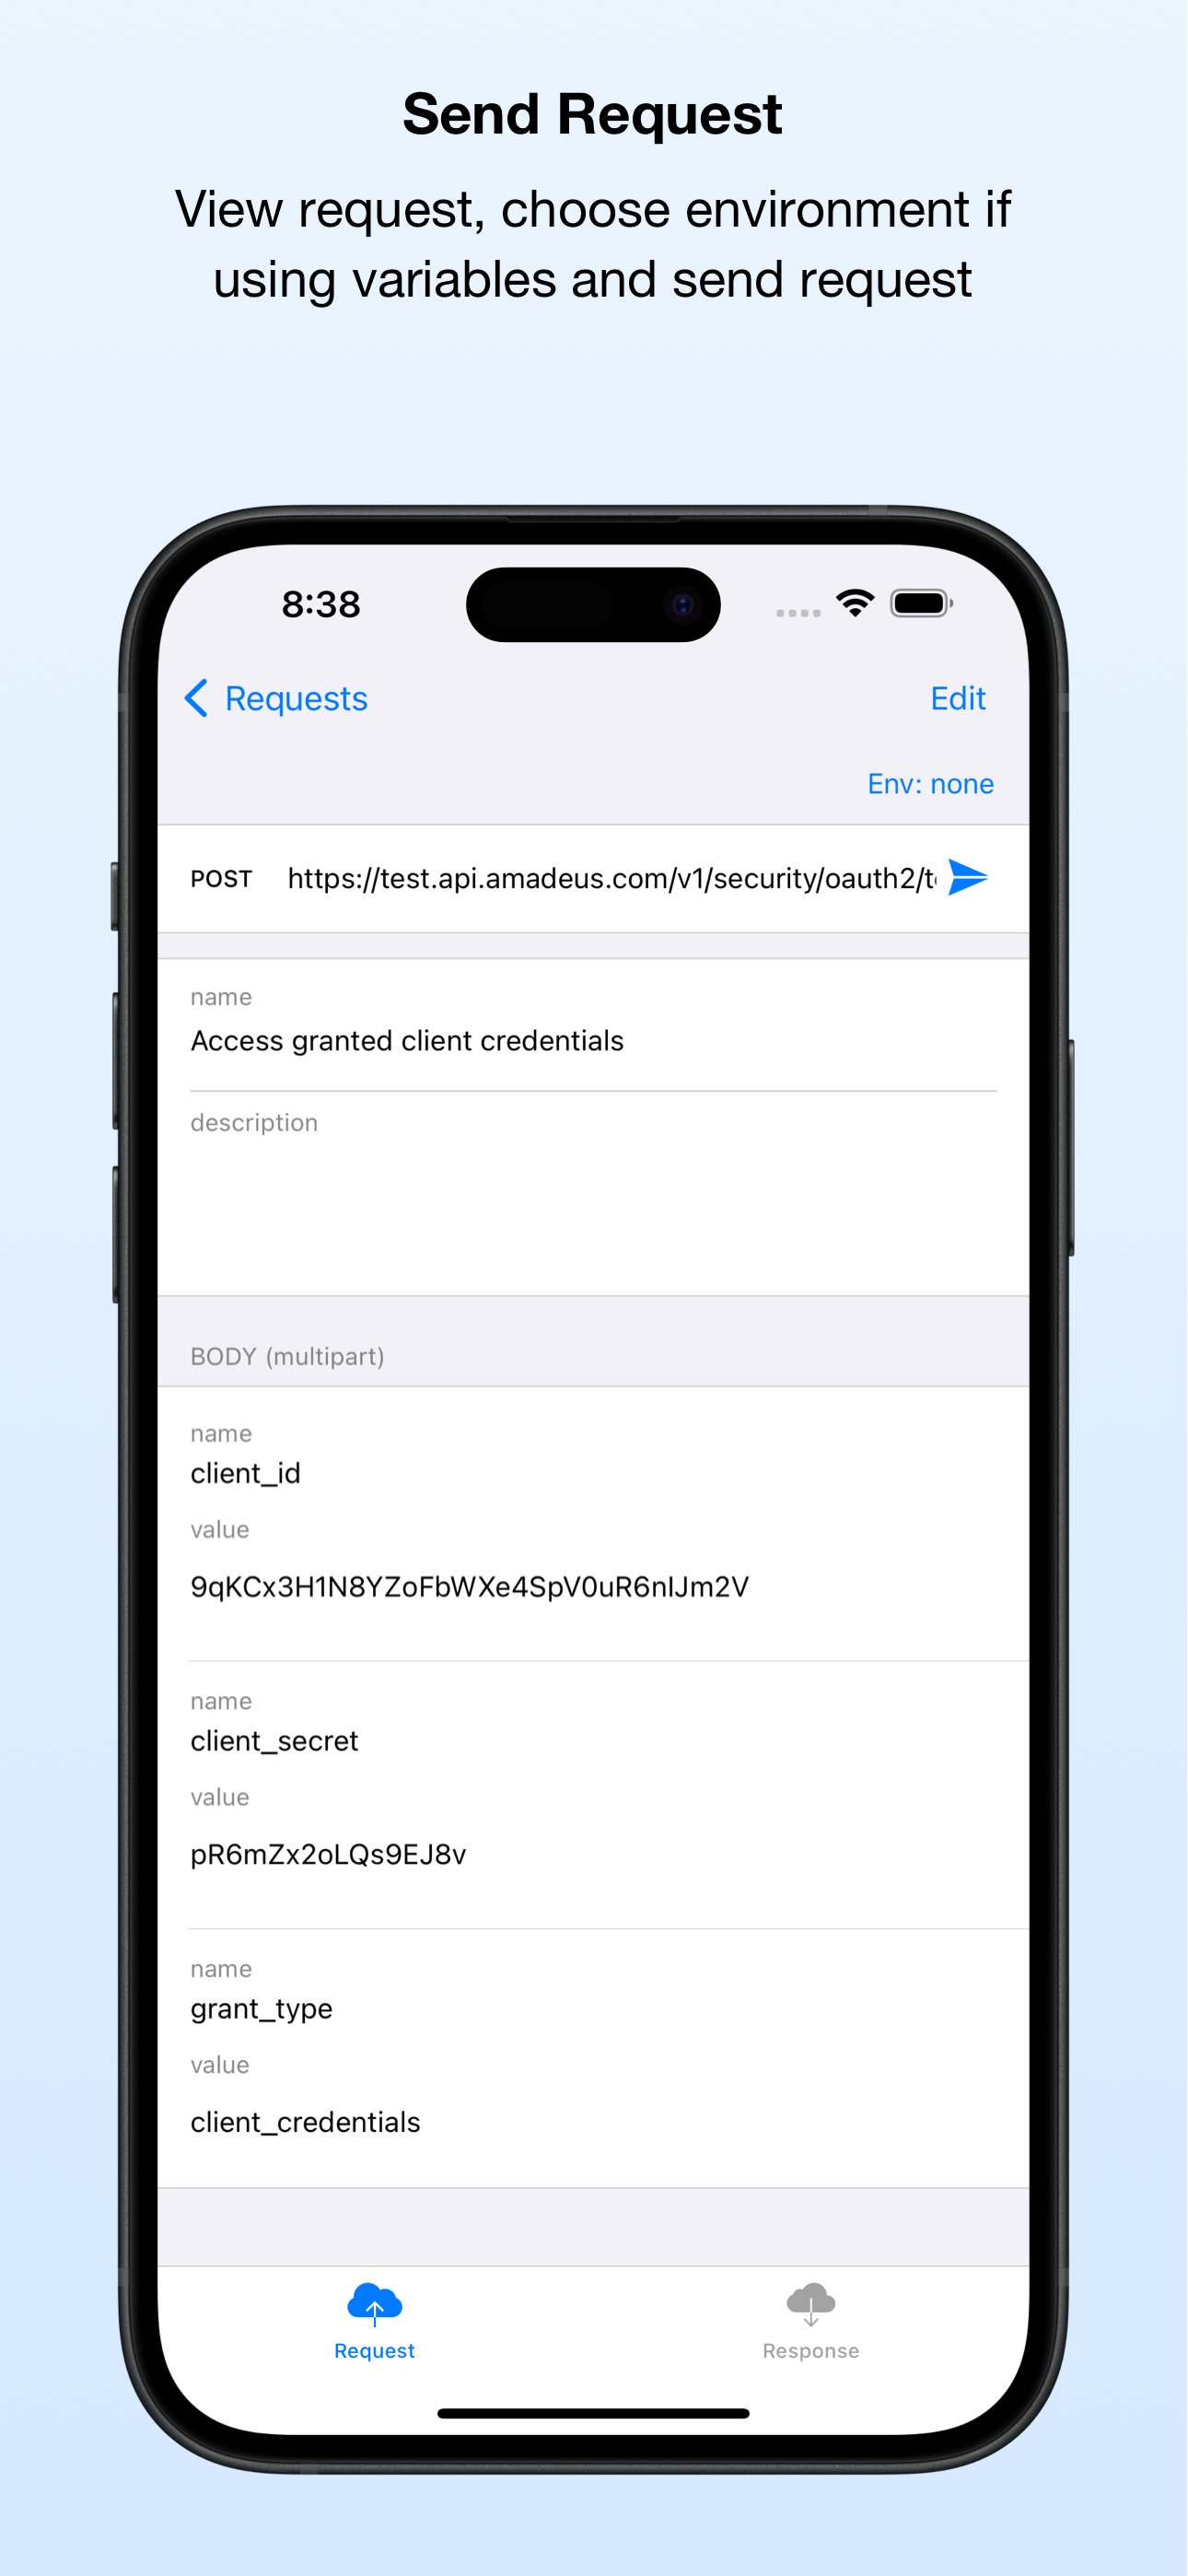 Send Request
View request, choose environment if
using variables and send request
8:38
Requests
Edit
Env: none
POST https://test.api.amadeus.com/v1/security/oauth2/t
name
Access granted client credentials
description
BODY (multipart)
name
client_id
value
9qKCx3H1N8YZoFbWXe4SpV0uR6nIJm2V
name
client_secret
value
pR6mZx2oLQs9EJ8v
name
grant_type
value
client_credentials
Request
Response